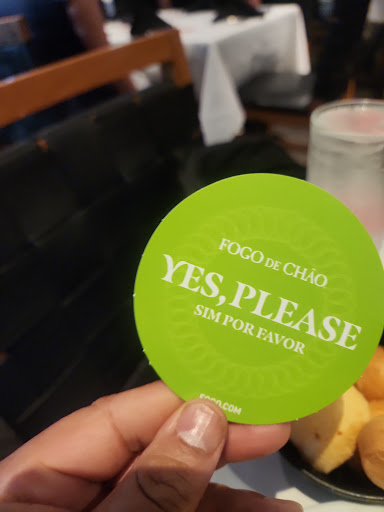 FOGO DE CHÃO
YES, PLEASE
SIM POR FAVOR
FOGO.COM